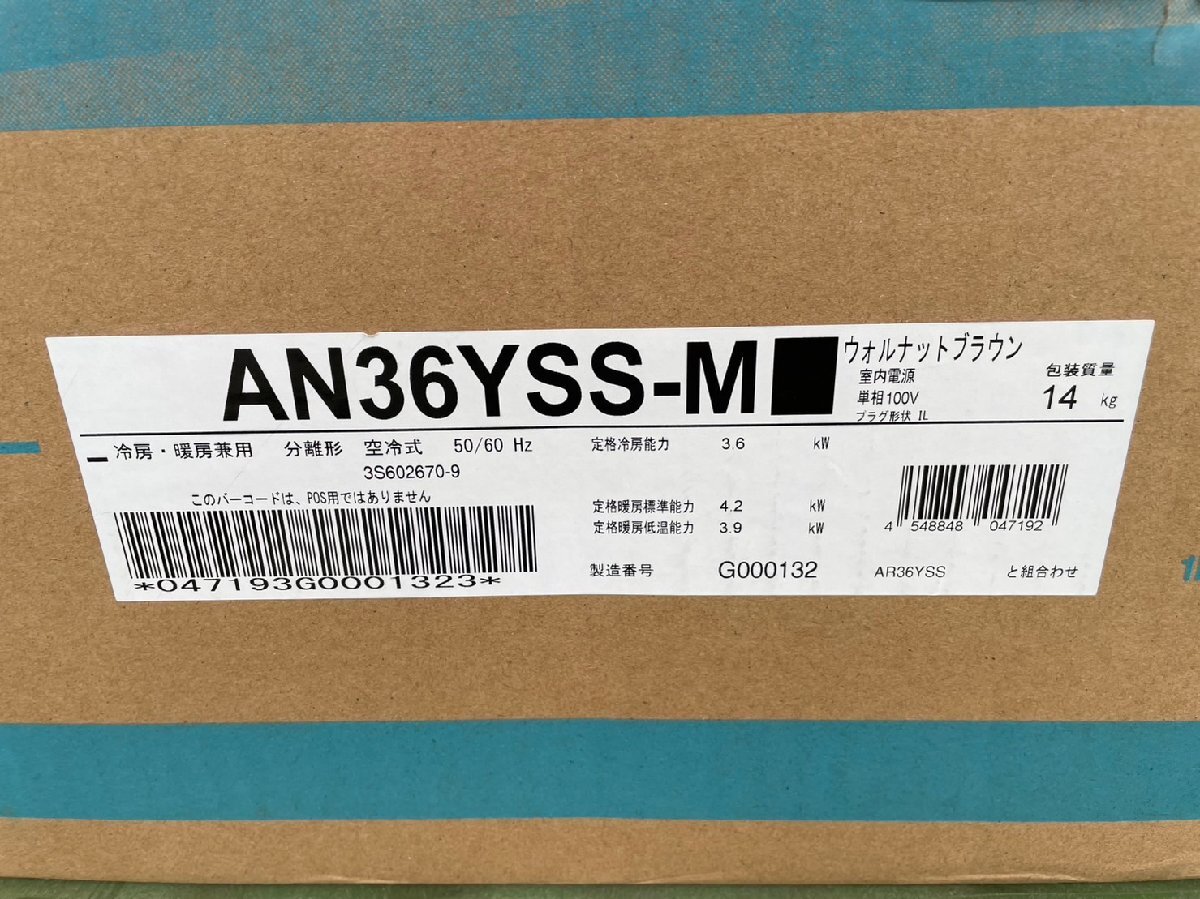 AN36YSS-M■
ウォルナットブラウン
室内電源
単相100V
プラグ形状 IL
包装質量
14 kg
冷房・暖房兼用 分離形 空冷式 50/60 Hz
3S602670-9
このバーコードは、POS用ではありません
*047193G0001323*
定格冷房能力 3.6 kW
定格暖房標準能力 4.2 kW
定格暖房低温能力 3.9 kW
製造番号 G000132
4 548848 047192
AR36YSS と組合わせ